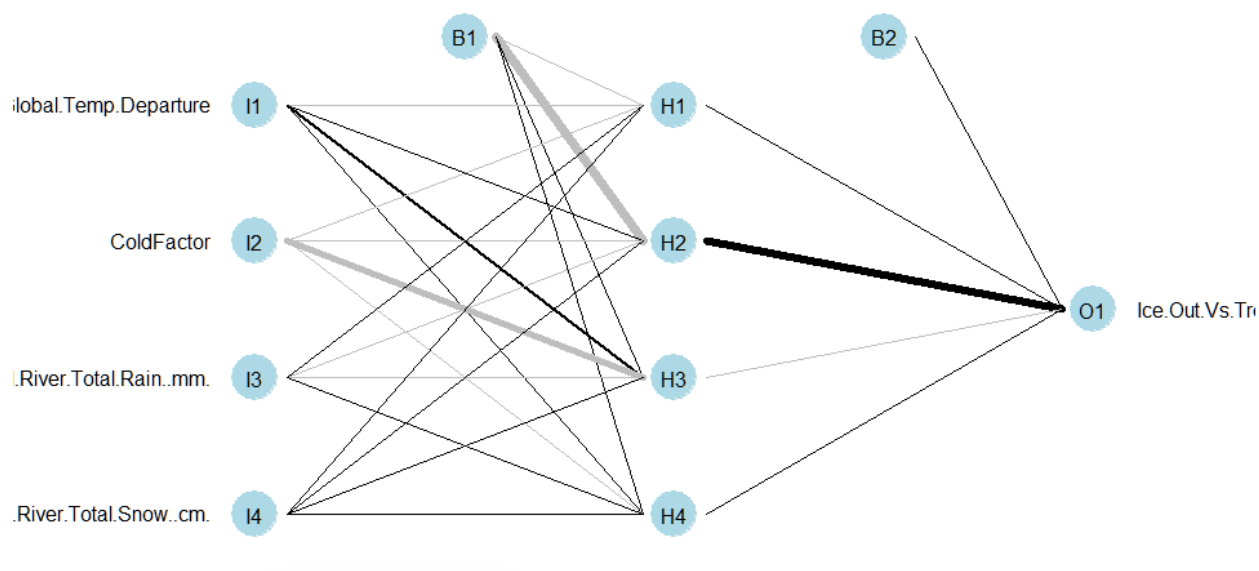 B1
B2
Global.Temp.Departure
I1
H1
ColdFactor
I2
H2
O1
Ice.Out.Vs.Tr
.River.Total.Rain..mm.
I3
H3
.River.Total.Snow..cm.
I4
H4